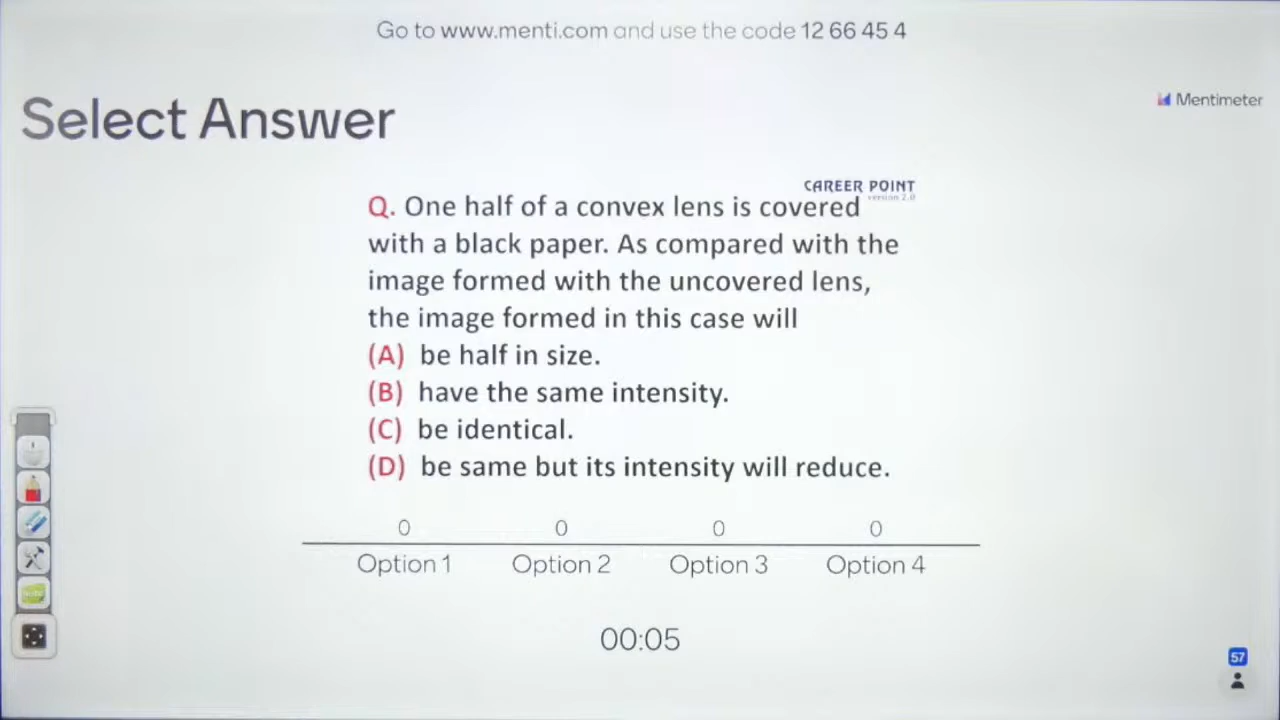 Go to www.menti.com and use the code 12 66 45 4
Select Answer
Mentimeter
CAREER POINT
version 2.0
Q. One half of a convex lens is covered
with a black paper. As compared with the
image formed with the uncovered lens,
the image formed in this case will
(A) be half in size.
(B) have the same intensity.
(C) be identical.
(D) be same but its intensity will reduce.
0 0 0 0
Option 1 Option 2 Option 3 Option 4
00:05
57